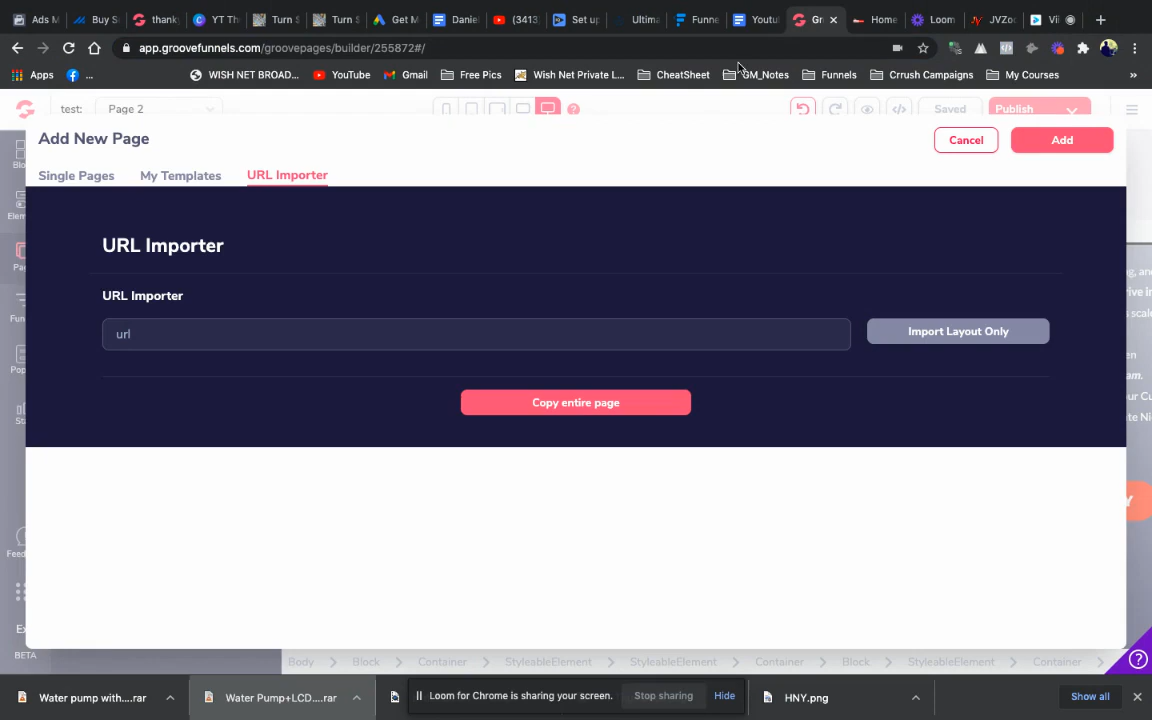 Ads M
Buy S
thank
YT Th
Turn S
Turn S
Get M
Daniel
(3413)
Set up
Ultima
Funne
Youtu
Gr
Home
Loom
JVZoo
Vi
app.groovefunnels.com/groovepages/builder/255872#/
Apps
...
WISH NET BROAD...
YouTube
Gmail
Free Pics
Wish Net Private L...
CheatSheet
GM_Notes
Funnels
Crrush Campaigns
My Courses
»
test:
Page 2
Saved
Publish
Add New Page
Cancel
Add
Single Pages
My Templates
URL Importer
URL Importer
URL Importer
url
Import Layout Only
Copy entire page
BETA
Body
Block
Container
StyleableElement
StyleableElement
Container
Block
StyleableElement
Container
Water pump with....rar
Water Pump+LCD....rar
Loom for Chrome is sharing your screen.
Stop sharing
Hide
HNY.png
Show all